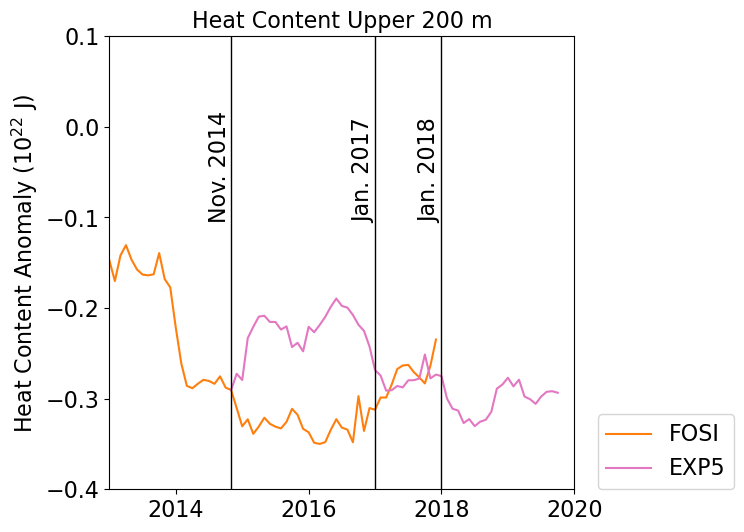 Heat Content Upper 200 m
Heat Content Anomaly (10²² J)
0.1
0.0
−0.1
−0.2
−0.3
−0.4
Nov. 2014
Jan. 2017
Jan. 2018
2014
2016
2018
2020
FOSI
EXP5